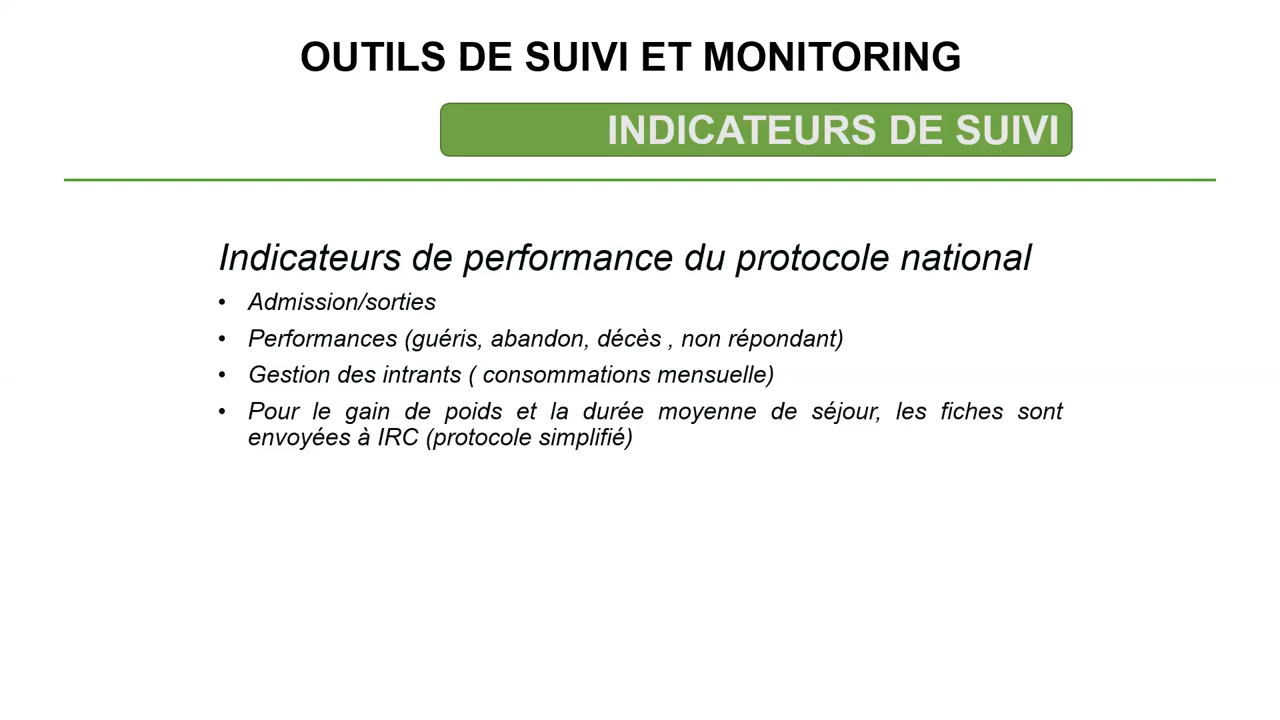 OUTILS DE SUIVI ET MONITORING
INDICATEURS DE SUIVI
Indicateurs de performance du protocole national
• Admission/sorties
• Performances (guéris, abandon, décès , non répondant)
• Gestion des intrants ( consommations mensuelle)
• Pour le gain de poids et la durée moyenne de séjour, les fiches sont
envoyées à IRC (protocole simplifié)